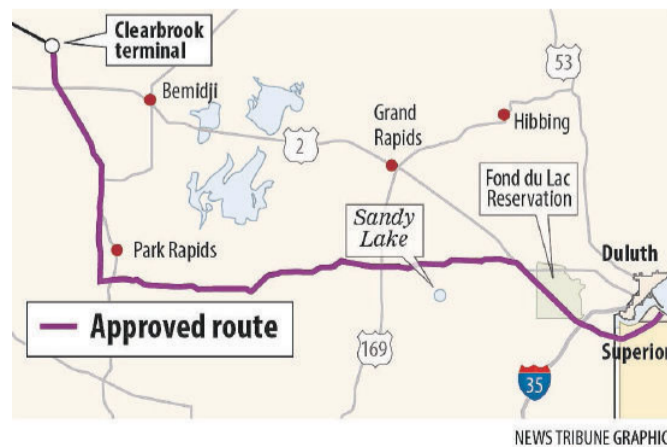 Clearbrook
terminal
53
Bemidji
Grand
Rapids
Hibbing
2
Fond du Lac
Reservation
Sandy
Lake
Park Rapids
Duluth
Approved route
169
Superior
35
NEWS TRIBUNE GRAPHIC